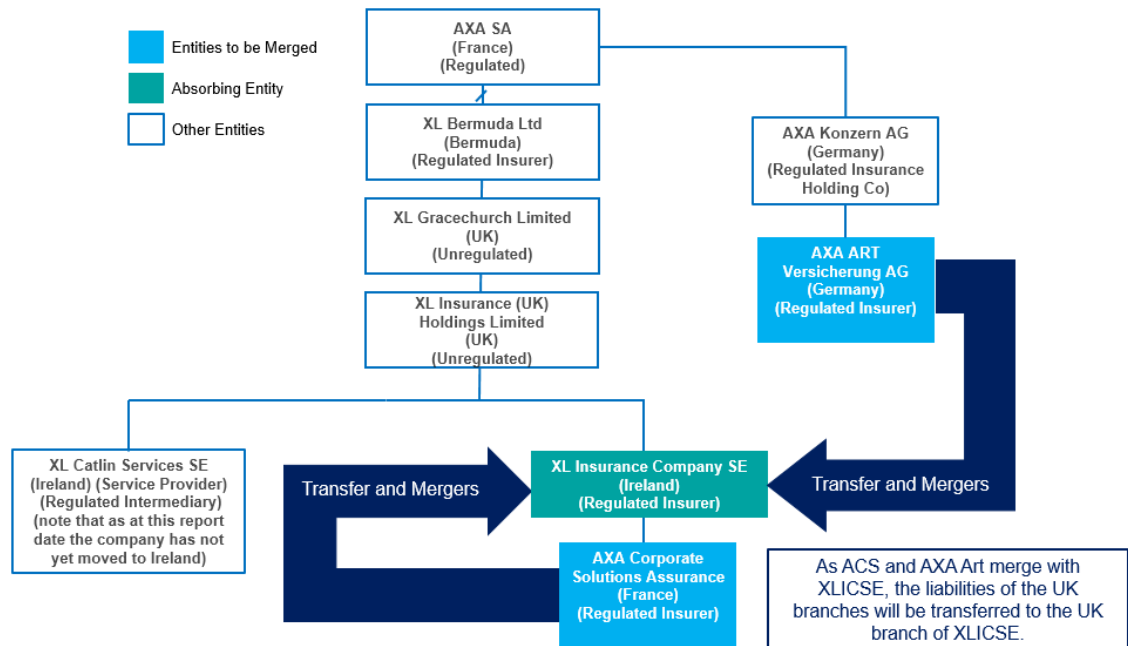 Entities to be Merged
Absorbing Entity
Other Entities
AXA SA
(France)
(Regulated)
XL Bermuda Ltd
(Bermuda)
(Regulated Insurer)
AXA Konzern AG
(Germany)
(Regulated Insurance
Holding Co)
XL Gracechurch Limited
(UK)
(Unregulated)
AXA ART
Versicherung AG
(Germany)
(Regulated Insurer)
XL Insurance (UK)
Holdings Limited
(UK)
(Unregulated)
XL Catlin Services SE
(Ireland) (Service Provider)
(Regulated Intermediary)
(note that as at this report
date the company has not
yet moved to Ireland)
Transfer and Mergers
XL Insurance Company SE
(Ireland)
(Regulated Insurer)
Transfer and Mergers
AXA Corporate
Solutions Assurance
(France)
(Regulated Insurer)
As ACS and AXA Art merge with
XLICSE, the liabilities of the UK
branches will be transferred to the UK
branch of XLICSE.